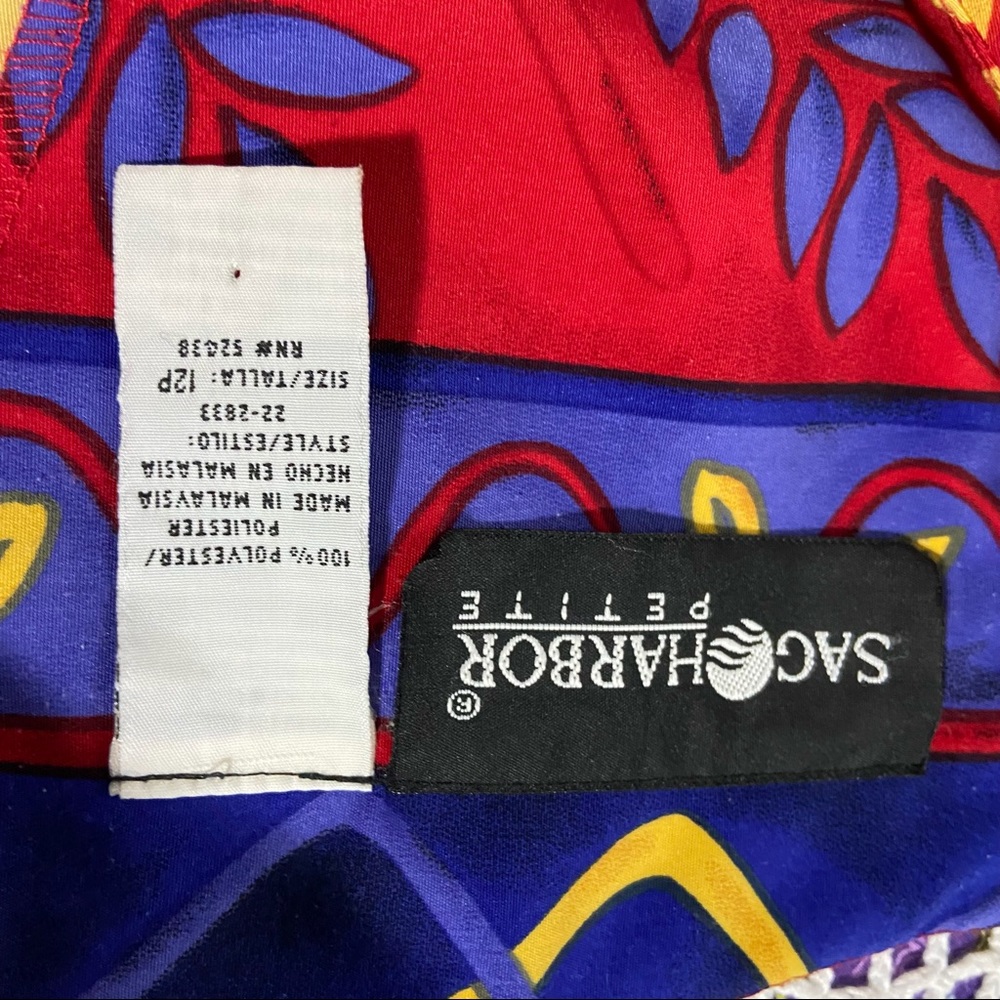 SAG HARBOR®
PETITE
100% POLYESTER/
POLIESTER
MADE IN MALAYSIA
HECHO EN MALASIA
STYLE/ESTILO:
22-2833
SIZE/TALLA: 12P
RN# 52438